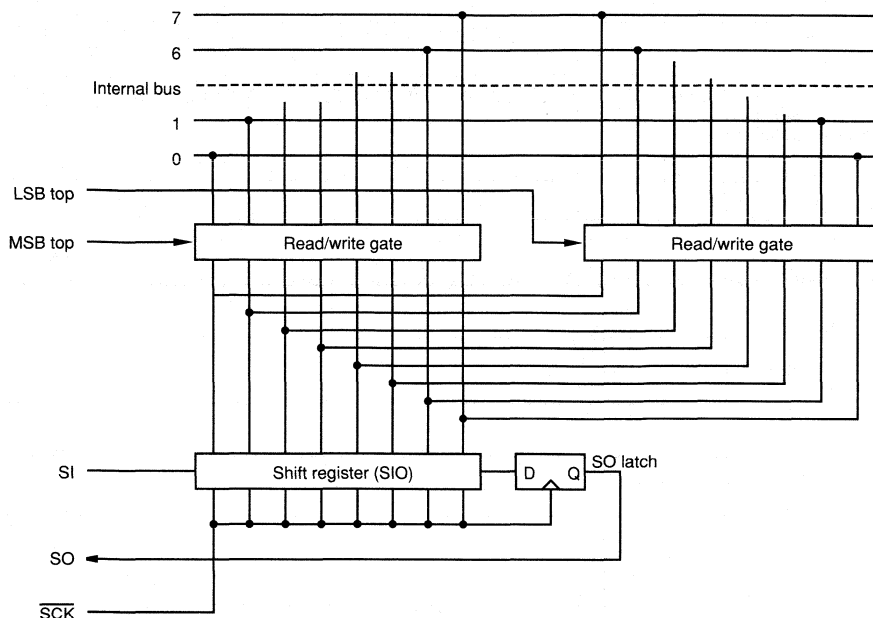 7
6
Internal bus
1
0
LSB top
MSB top
Read/write gate
Read/write gate
SI
Shift register (SIO)
D Q
SO latch
SO
SCK